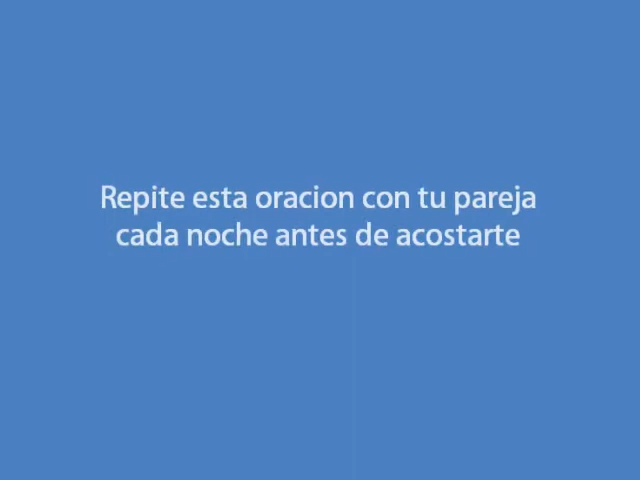 Repite esta oracion con tu pareja
cada noche antes de acostarte